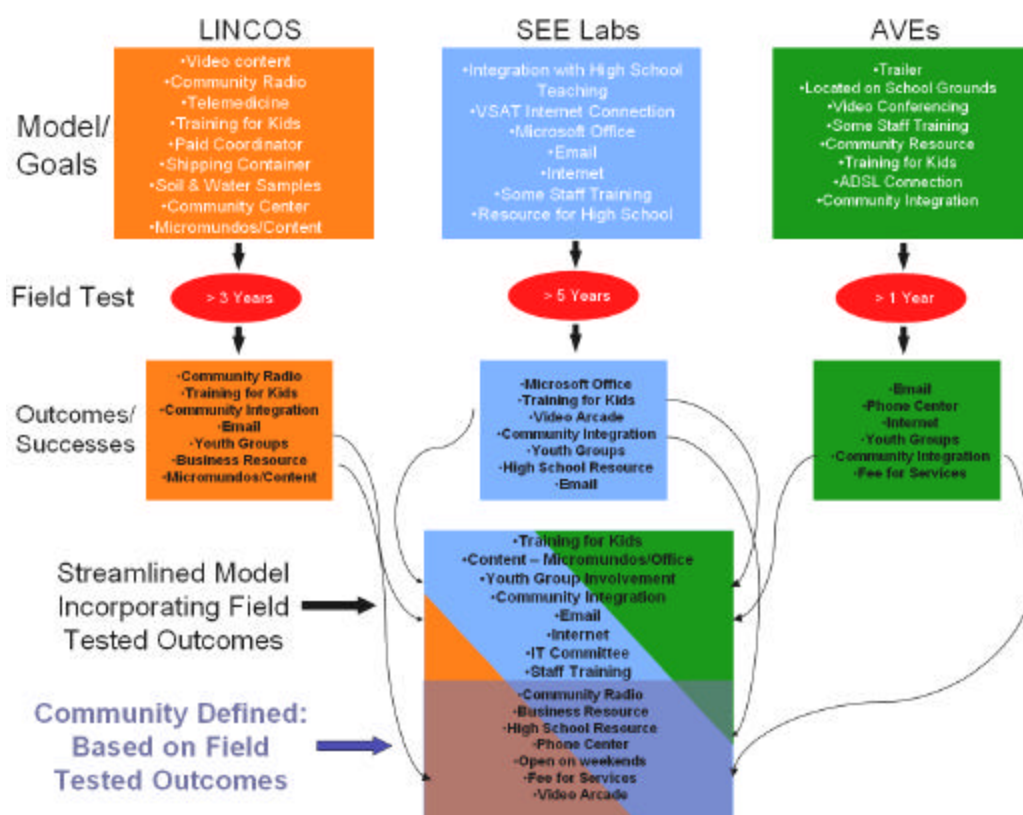 LINCOS
SEE Labs
AVEs
Model/
Goals
•Video content
•Community Radio
•Telemedicine
•Training for Kids
•Paid Coordinator
•Shipping Container
•Soil & Water Samples
•Community Center
•Micromundos/Content
•Integration with High School
Teaching
•VSAT Internet Connection
•Microsoft Office
•Email
•Internet
•Some Staff Training
•Resource for High School
•Trailer
•Located on School Grounds
•Video Conferencing
•Some Staff Training
•Community Resource
•Training for Kids
•ADSL Connection
•Community Integration
Field Test
> 3 Years
> 5 Years
> 1 Year
Outcomes/
Successes
•Community Radio
•Training for Kids
•Community Integration
•Email
•Youth Groups
•Business Resource
•Micromundos/Content
•Microsoft Office
•Training for Kids
•Video Arcade
•Community Integration
•Youth Groups
•High School Resource
•Email
•Email
•Phone Center
•Internet
•Youth Groups
•Community Integration
•Fee for Services
Streamlined Model
Incorporating Field
Tested Outcomes
•Training for Kids
•Content – Micromundos/Office
•Youth Group Involvement
•Community Integration
•Email
•Internet
•IT Committee
•Staff Training
Community Defined:
Based on Field
Tested Outcomes
•Community Radio
•Business Resource
•High School Resource
•Phone Center
•Open on weekends
•Fee for Services
•Video Arcade